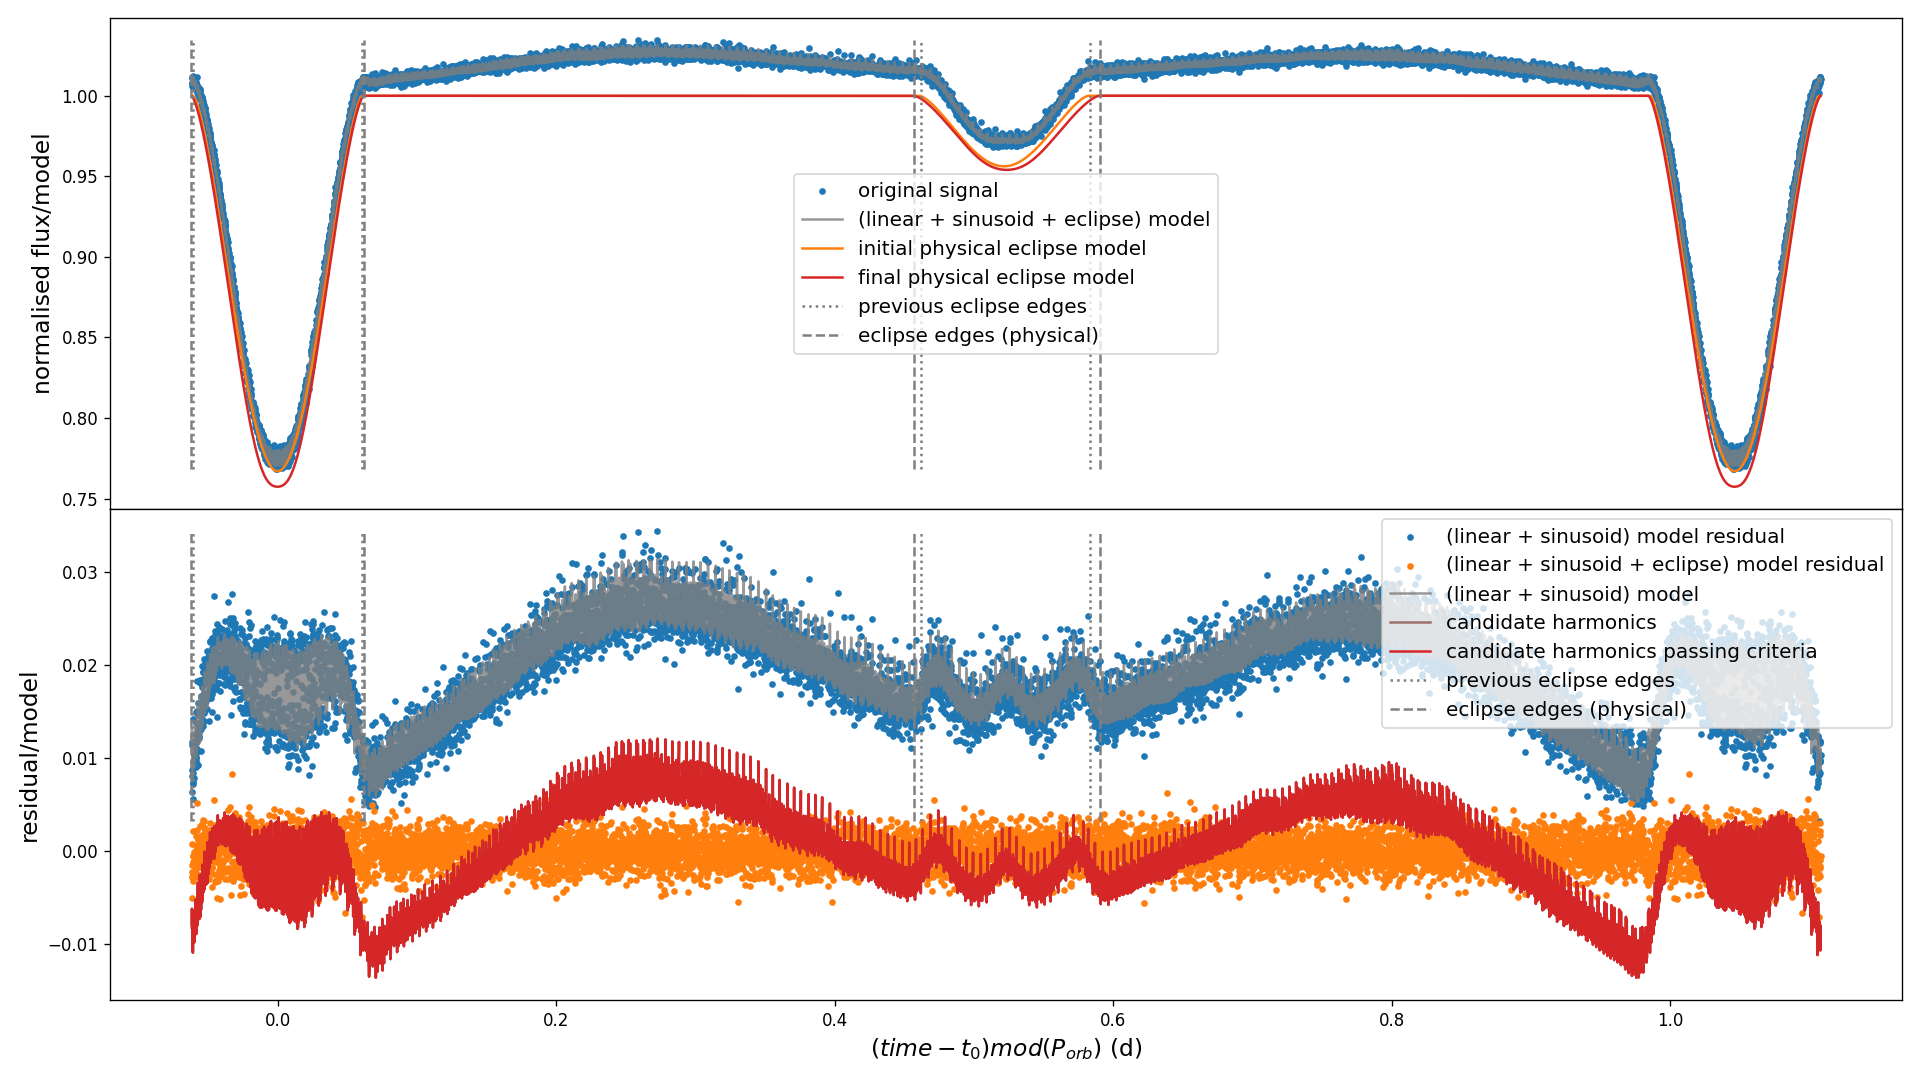 normalised flux/model
1.00
0.95
0.90
0.85
0.80
0.75
original signal
(linear + sinusoid + eclipse) model
initial physical eclipse model
final physical eclipse model
previous eclipse edges
eclipse edges (physical)
residual/model
0.03
0.02
0.01
0.00
−0.01
(linear + sinusoid) model residual
(linear + sinusoid + eclipse) model residual
(linear + sinusoid) model
candidate harmonics
candidate harmonics passing criteria
previous eclipse edges
eclipse edges (physical)
0.0 0.2 0.4 0.6 0.8 1.0
(time − t₀)mod(P_orb) (d)